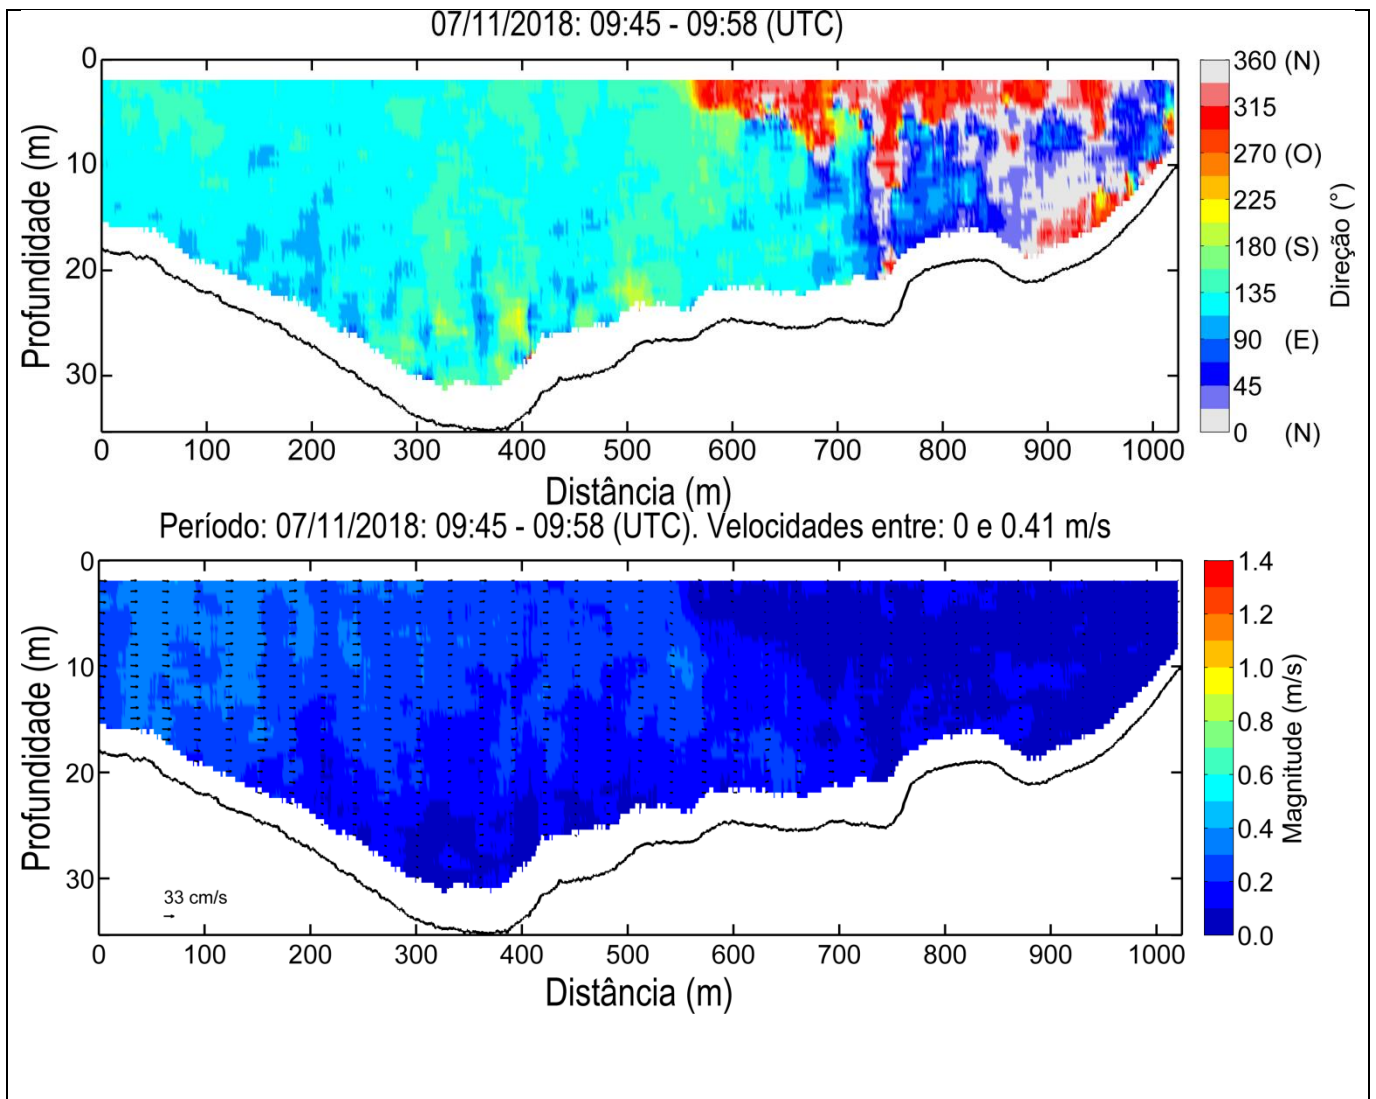 07/11/2018: 09:45 - 09:58 (UTC)
0
10
20
30
Profundidade (m)
0 100 200 300 400 500 600 700 800 900 1000
Distância (m)
360 (N)
315
270 (O)
225
180 (S)
135
90 (E)
45
0 (N)
Direção (°)
Período: 07/11/2018: 09:45 - 09:58 (UTC). Velocidades entre: 0 e 0.41 m/s
0
10
20
30
Profundidade (m)
33 cm/s
0 100 200 300 400 500 600 700 800 900 1000
Distância (m)
1.4
1.2
1.0
0.8
0.6
0.4
0.2
0.0
Magnitude (m/s)